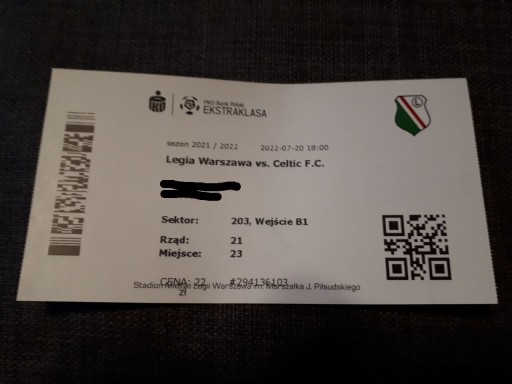 PKO Bank Polski
EKSTRAKLASA
sezon 2021 / 2022 2022-07-20 18:00
Legia Warszawa vs. Celtic F.C.
Sektor: 203, Wejście B1
Rząd: 21
Miejsce: 23
CENA: 22 #294136103
zł
Stadion Miejski Legii Warszawa im. Marszałka J. Piłsudskiego